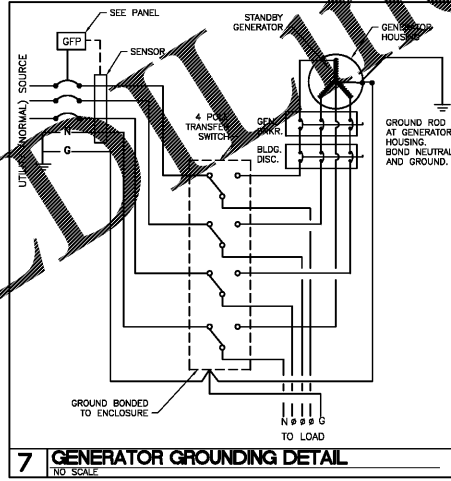 SEE PANEL
GFP
SENSOR
STANDBY
GENERATOR
GENERATOR
HOUSING
UTILITY (NORMAL) SOURCE
N
G
4 POLE
TRANSFER
SWITCH
GEN.
BRKR.
BLDG.
DISC.
GROUND ROD
AT GENERATOR
HOUSING.
BOND NEUTRAL
AND GROUND.
GROUND BONDED
TO ENCLOSURE
N ø ø ø G
TO LOAD
7 GENERATOR GROUNDING DETAIL
NO SCALE